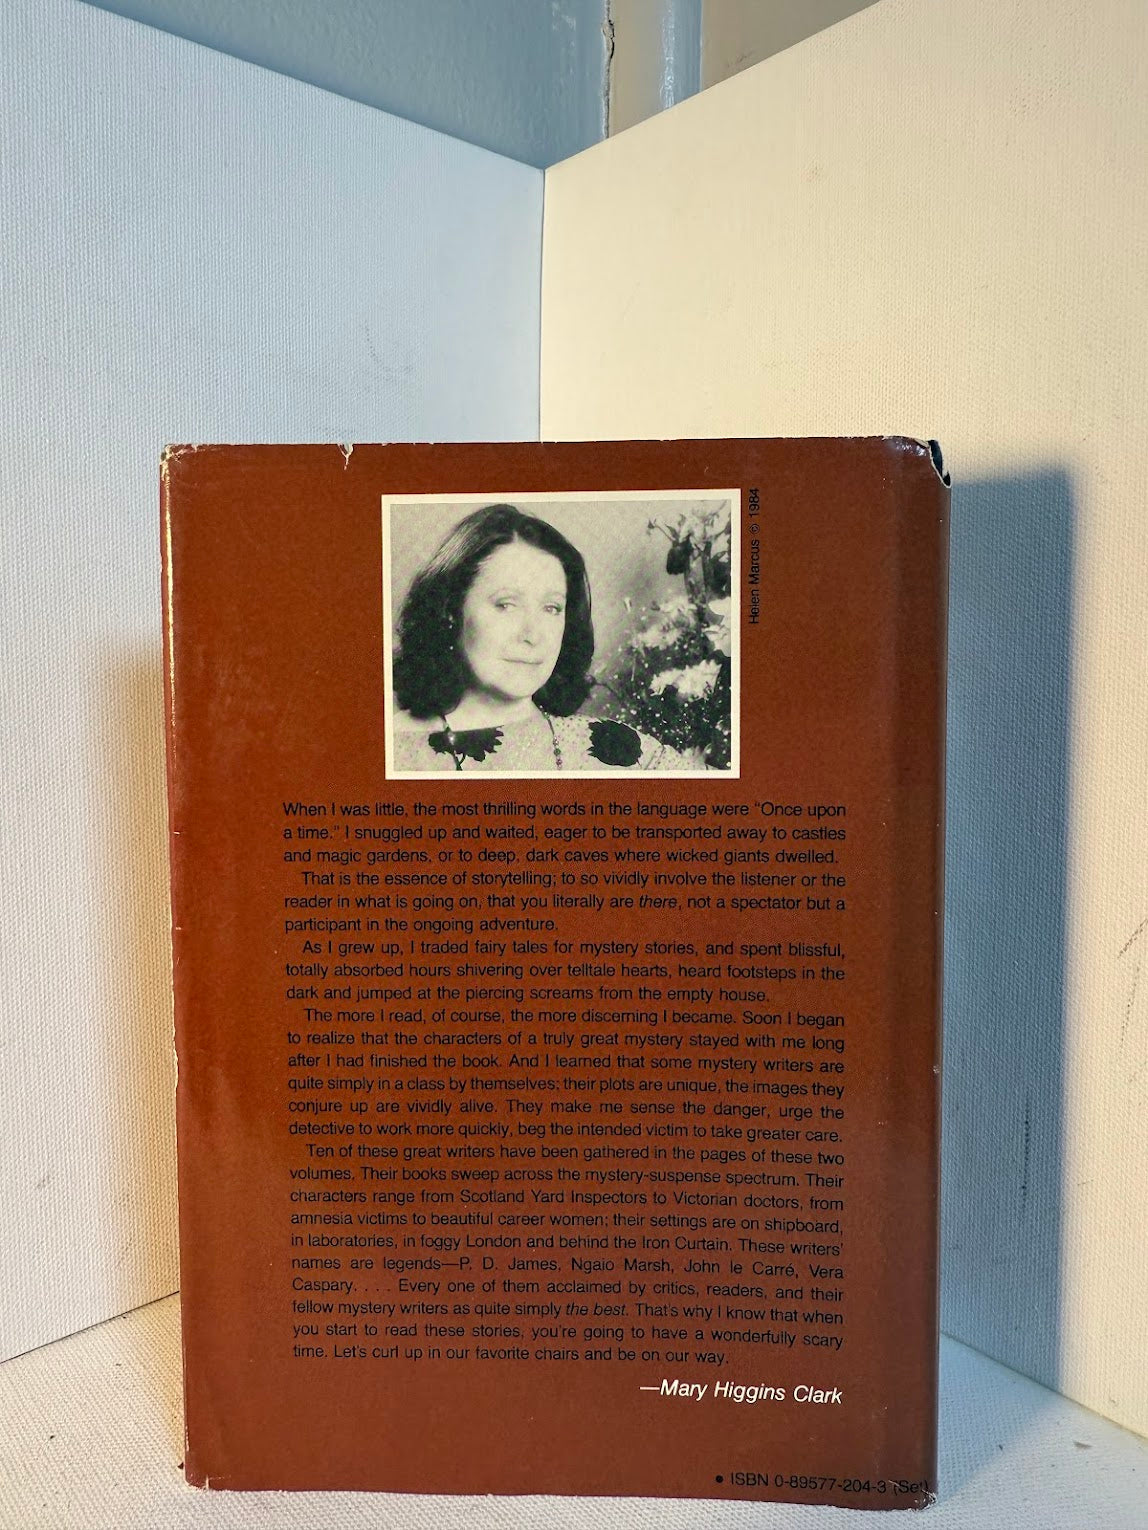 Helen Marcus © 1984
When I was little, the most thrilling words in the language were "Once upon
a time." I snuggled up and waited, eager to be transported away to castles
and magic gardens, or to deep, dark caves where wicked giants dwelled.
That is the essence of storytelling; to so vividly involve the listener or the
reader in what is going on, that you literally are there, not a spectator but a
participant in the ongoing adventure.
As I grew up, I traded fairy tales for mystery stories, and spent blissful,
totally absorbed hours shivering over telltale hearts, heard footsteps in the
dark and jumped at the piercing screams from the empty house.
The more I read, of course, the more discerning I became. Soon I began
to realize that the characters of a truly great mystery stayed with me long
after I had finished the book. And I learned that some mystery writers are
quite simply in a class by themselves; their plots are unique, the images they
conjure up are vividly alive. They make me sense the danger, urge the
detective to work more quickly, beg the intended victim to take greater care.
Ten of these great writers have been gathered in the pages of these two
volumes. Their books sweep across the mystery-suspense spectrum. Their
characters range from Scotland Yard Inspectors to Victorian doctors, from
amnesia victims to beautiful career women; their settings are on shipboard,
in laboratories, in foggy London and behind the Iron Curtain. These writers'
names are legends—P. D. James, Ngaio Marsh, John le Carré, Vera
Caspary. . . . Every one of them acclaimed by critics, readers, and their
fellow mystery writers as quite simply the best. That's why I know that when
you start to read these stories, you're going to have a wonderfully scary
time. Let's curl up in our favorite chairs and be on our way.
—Mary Higgins Clark
• ISBN 0-89577-204-3 (Set)